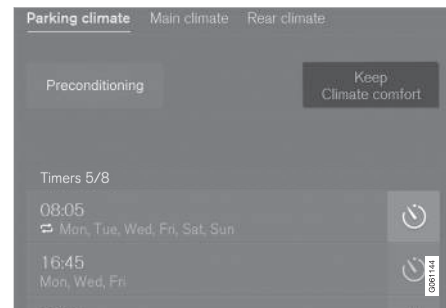 Parking climate Main climate Rear climate
Preconditioning
Keep
Climate comfort
Timers 5/8
08:05
Mon, Tue, Wed, Fri, Sat, Sun
16:45
Mon, Wed, Fri
G061144